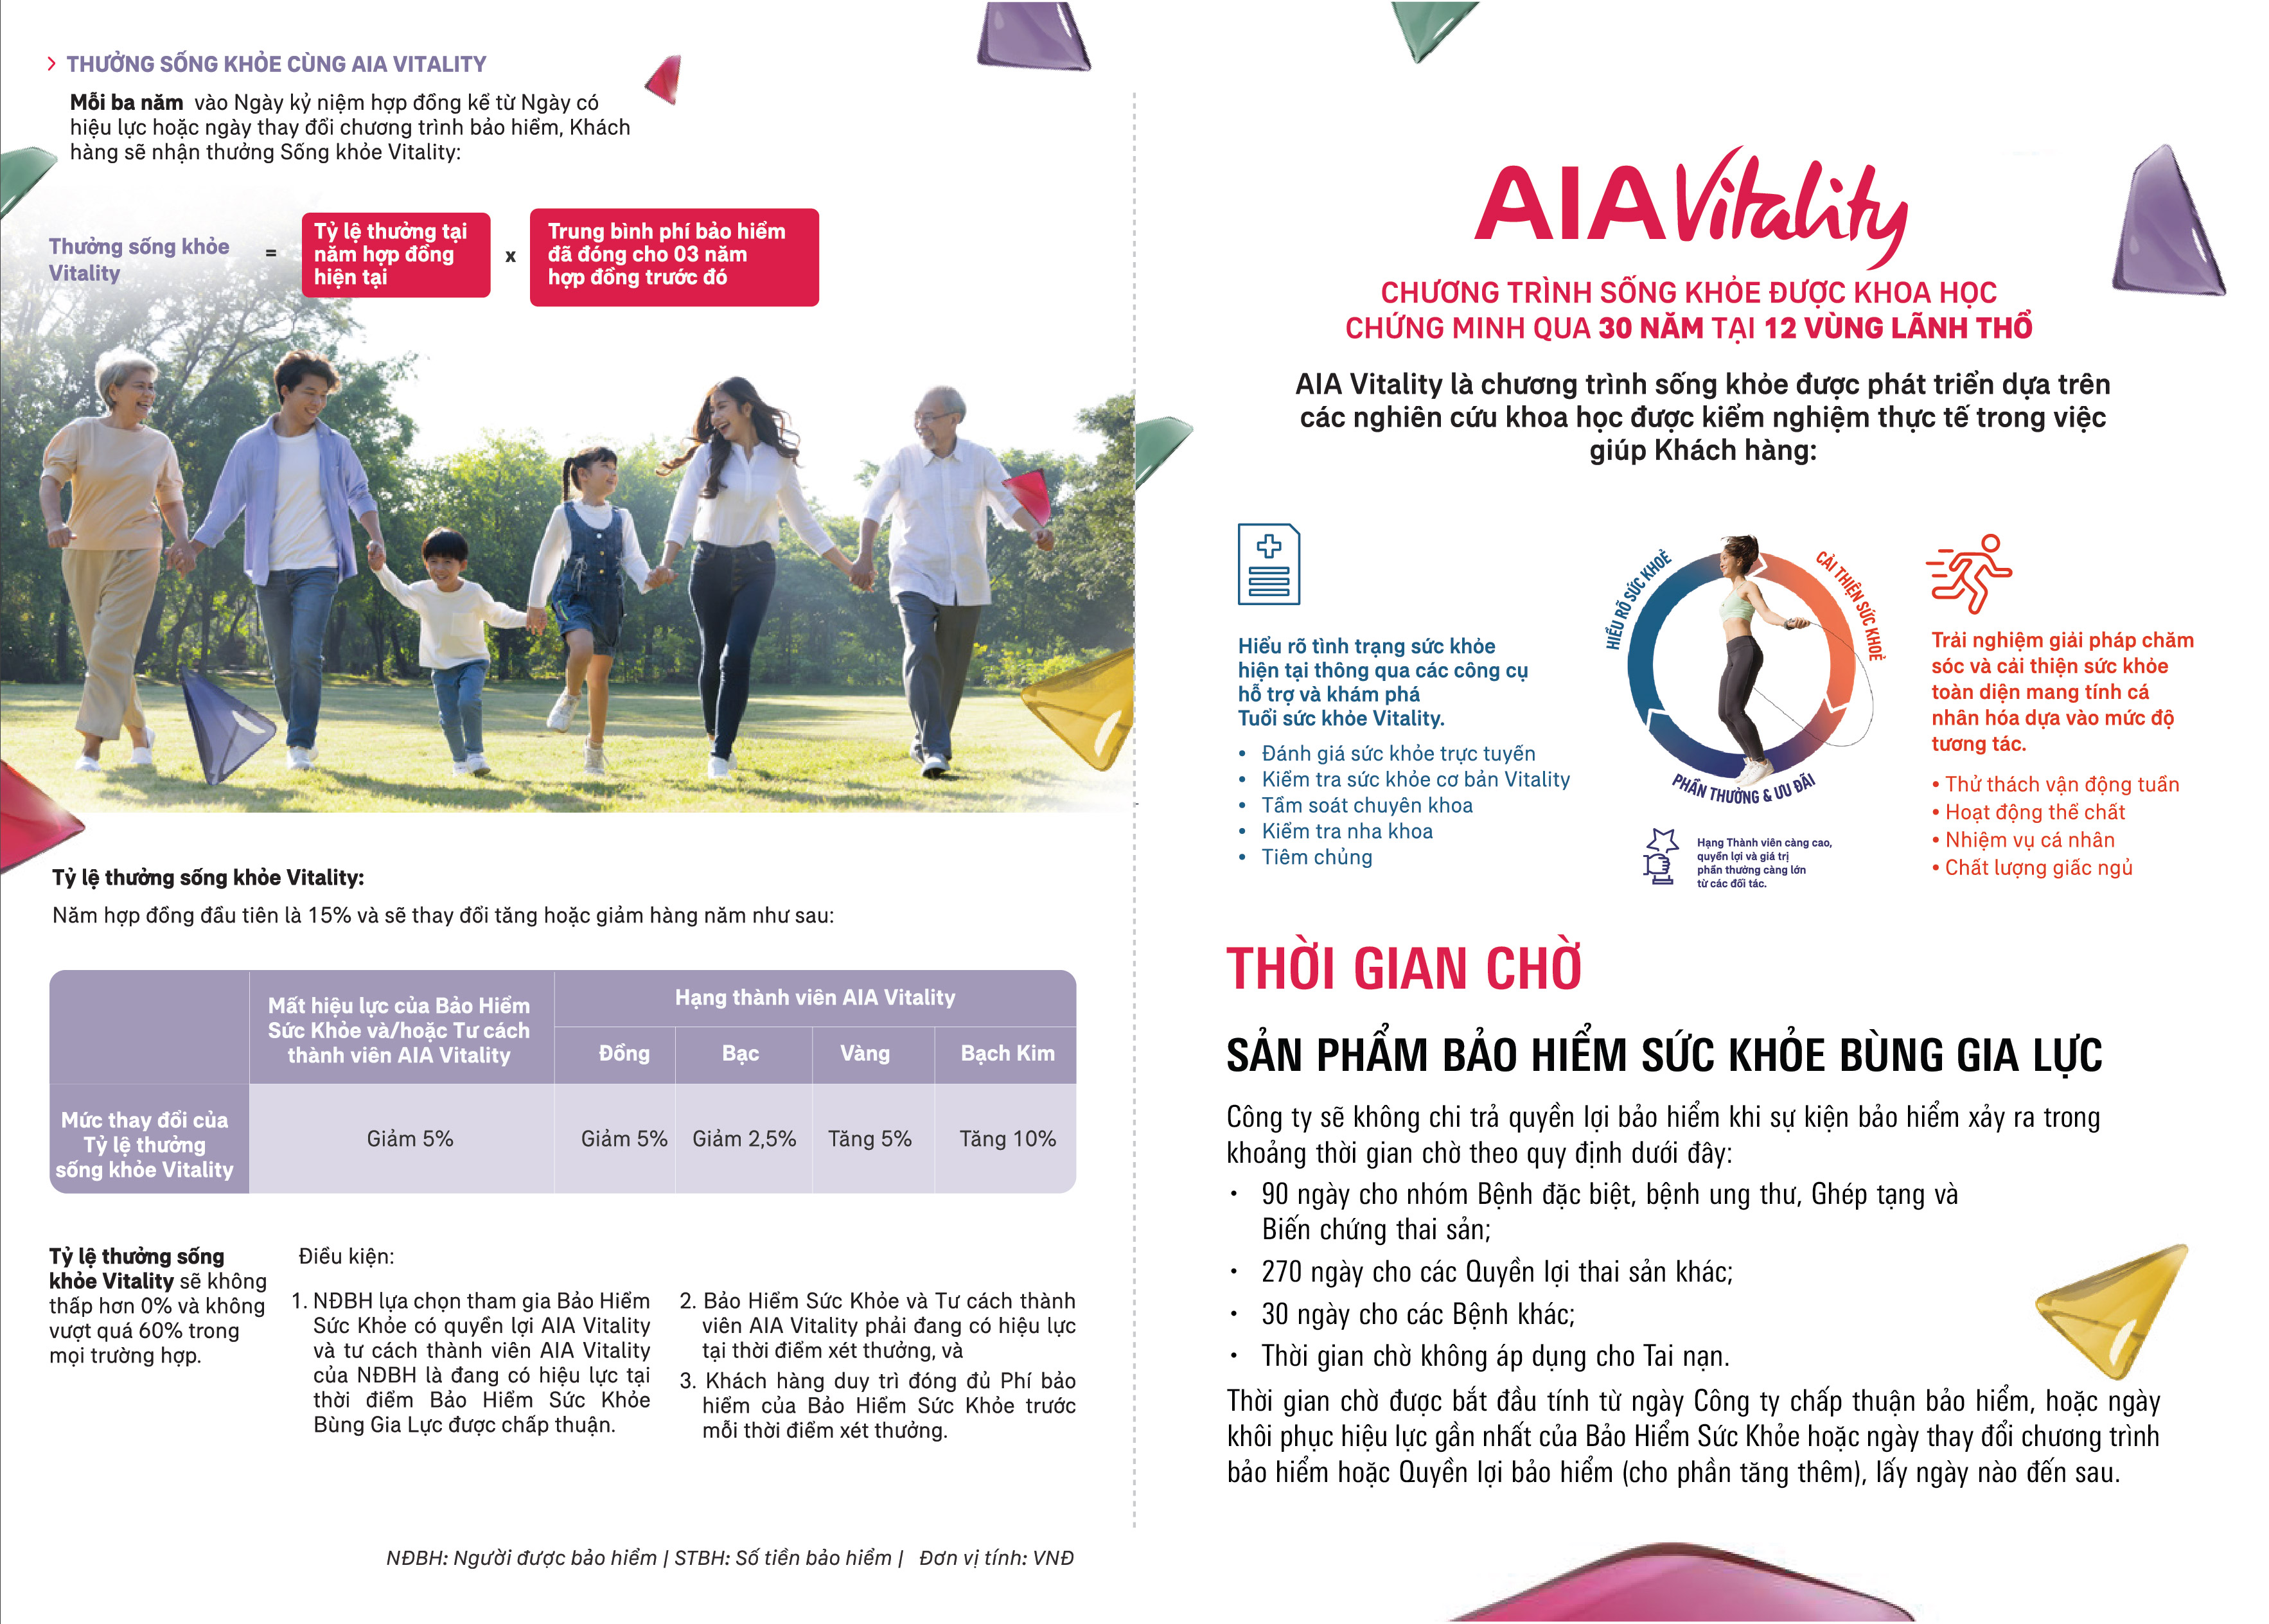 THƯỞNG SỐNG KHỎE CÙNG AIA VITALITY
Mỗi ba năm vào Ngày kỷ niệm hợp đồng kể từ Ngày có
hiệu lực hoặc ngày thay đổi chương trình bảo hiểm, Khách
hàng sẽ nhận thưởng Sống khỏe Vitality:
Thưởng sống khỏe
Vitality
=
Tỷ lệ thưởng tại
năm hợp đồng
hiện tại
x
Trung bình phí bảo hiểm
đã đóng cho 03 năm
hợp đồng trước đó
Tỷ lệ thưởng sống khỏe Vitality:
Năm hợp đồng đầu tiên là 15% và sẽ thay đổi tăng hoặc giảm hàng năm như sau:
Mất hiệu lực của Bảo Hiểm
Sức Khỏe và/hoặc Tư cách
thành viên AIA Vitality
Hạng thành viên AIA Vitality
Đồng Bạc Vàng Bạch Kim
Mức thay đổi của
Tỷ lệ thưởng
sống khỏe Vitality
Giảm 5% Giảm 5% Giảm 2,5% Tăng 5% Tăng 10%
Tỷ lệ thưởng sống
khỏe Vitality sẽ không
thấp hơn 0% và không
vượt quá 60% trong
mọi trường hợp.
Điều kiện:
1. NĐBH lựa chọn tham gia Bảo Hiểm
Sức Khỏe có quyền lợi AIA Vitality
và tư cách thành viên AIA Vitality
của NĐBH là đang có hiệu lực tại
thời điểm Bảo Hiểm Sức Khỏe
Bùng Gia Lực được chấp thuận.
2. Bảo Hiểm Sức Khỏe và Tư cách thành
viên AIA Vitality phải đang có hiệu lực
tại thời điểm xét thưởng, và
3. Khách hàng duy trì đóng đủ Phí bảo
hiểm của Bảo Hiểm Sức Khỏe trước
mỗi thời điểm xét thưởng.
NĐBH: Người được bảo hiểm | STBH: Số tiền bảo hiểm | Đơn vị tính: VNĐ
AIA Vitality
CHƯƠNG TRÌNH SỐNG KHỎE ĐƯỢC KHOA HỌC
CHỨNG MINH QUA 30 NĂM TẠI 12 VÙNG LÃNH THỔ
AIA Vitality là chương trình sống khỏe được phát triển dựa trên
các nghiên cứu khoa học được kiểm nghiệm thực tế trong việc
giúp Khách hàng:
Hiểu rõ tình trạng sức khỏe
hiện tại thông qua các công cụ
hỗ trợ và khám phá
Tuổi sức khỏe Vitality.
• Đánh giá sức khỏe trực tuyến
• Kiểm tra sức khỏe cơ bản Vitality
• Tầm soát chuyên khoa
• Kiểm tra nha khoa
• Tiêm chủng
HIỂU RÕ SỨC KHOẺ
CẢI THIỆN SỨC KHOẺ
PHẦN THƯỞNG & ƯU ĐÃI
Hạng Thành viên càng cao,
quyền lợi và giá trị
phần thưởng càng lớn
từ các đối tác.
Trải nghiệm giải pháp chăm
sóc và cải thiện sức khỏe
toàn diện mang tính cá
nhân hóa dựa vào mức độ
tương tác.
• Thử thách vận động tuần
• Hoạt động thể chất
• Nhiệm vụ cá nhân
• Chất lượng giấc ngủ
THỜI GIAN CHỜ
SẢN PHẨM BẢO HIỂM SỨC KHỎE BÙNG GIA LỰC
Công ty sẽ không chi trả quyền lợi bảo hiểm khi sự kiện bảo hiểm xảy ra trong
khoảng thời gian chờ theo quy định dưới đây:
• 90 ngày cho nhóm Bệnh đặc biệt, bệnh ung thư, Ghép tạng và
Biến chứng thai sản;
• 270 ngày cho các Quyền lợi thai sản khác;
• 30 ngày cho các Bệnh khác;
• Thời gian chờ không áp dụng cho Tai nạn.
Thời gian chờ được bắt đầu tính từ ngày Công ty chấp thuận bảo hiểm, hoặc ngày
khôi phục hiệu lực gần nhất của Bảo Hiểm Sức Khỏe hoặc ngày thay đổi chương trình
bảo hiểm hoặc Quyền lợi bảo hiểm (cho phần tăng thêm), lấy ngày nào đến sau.